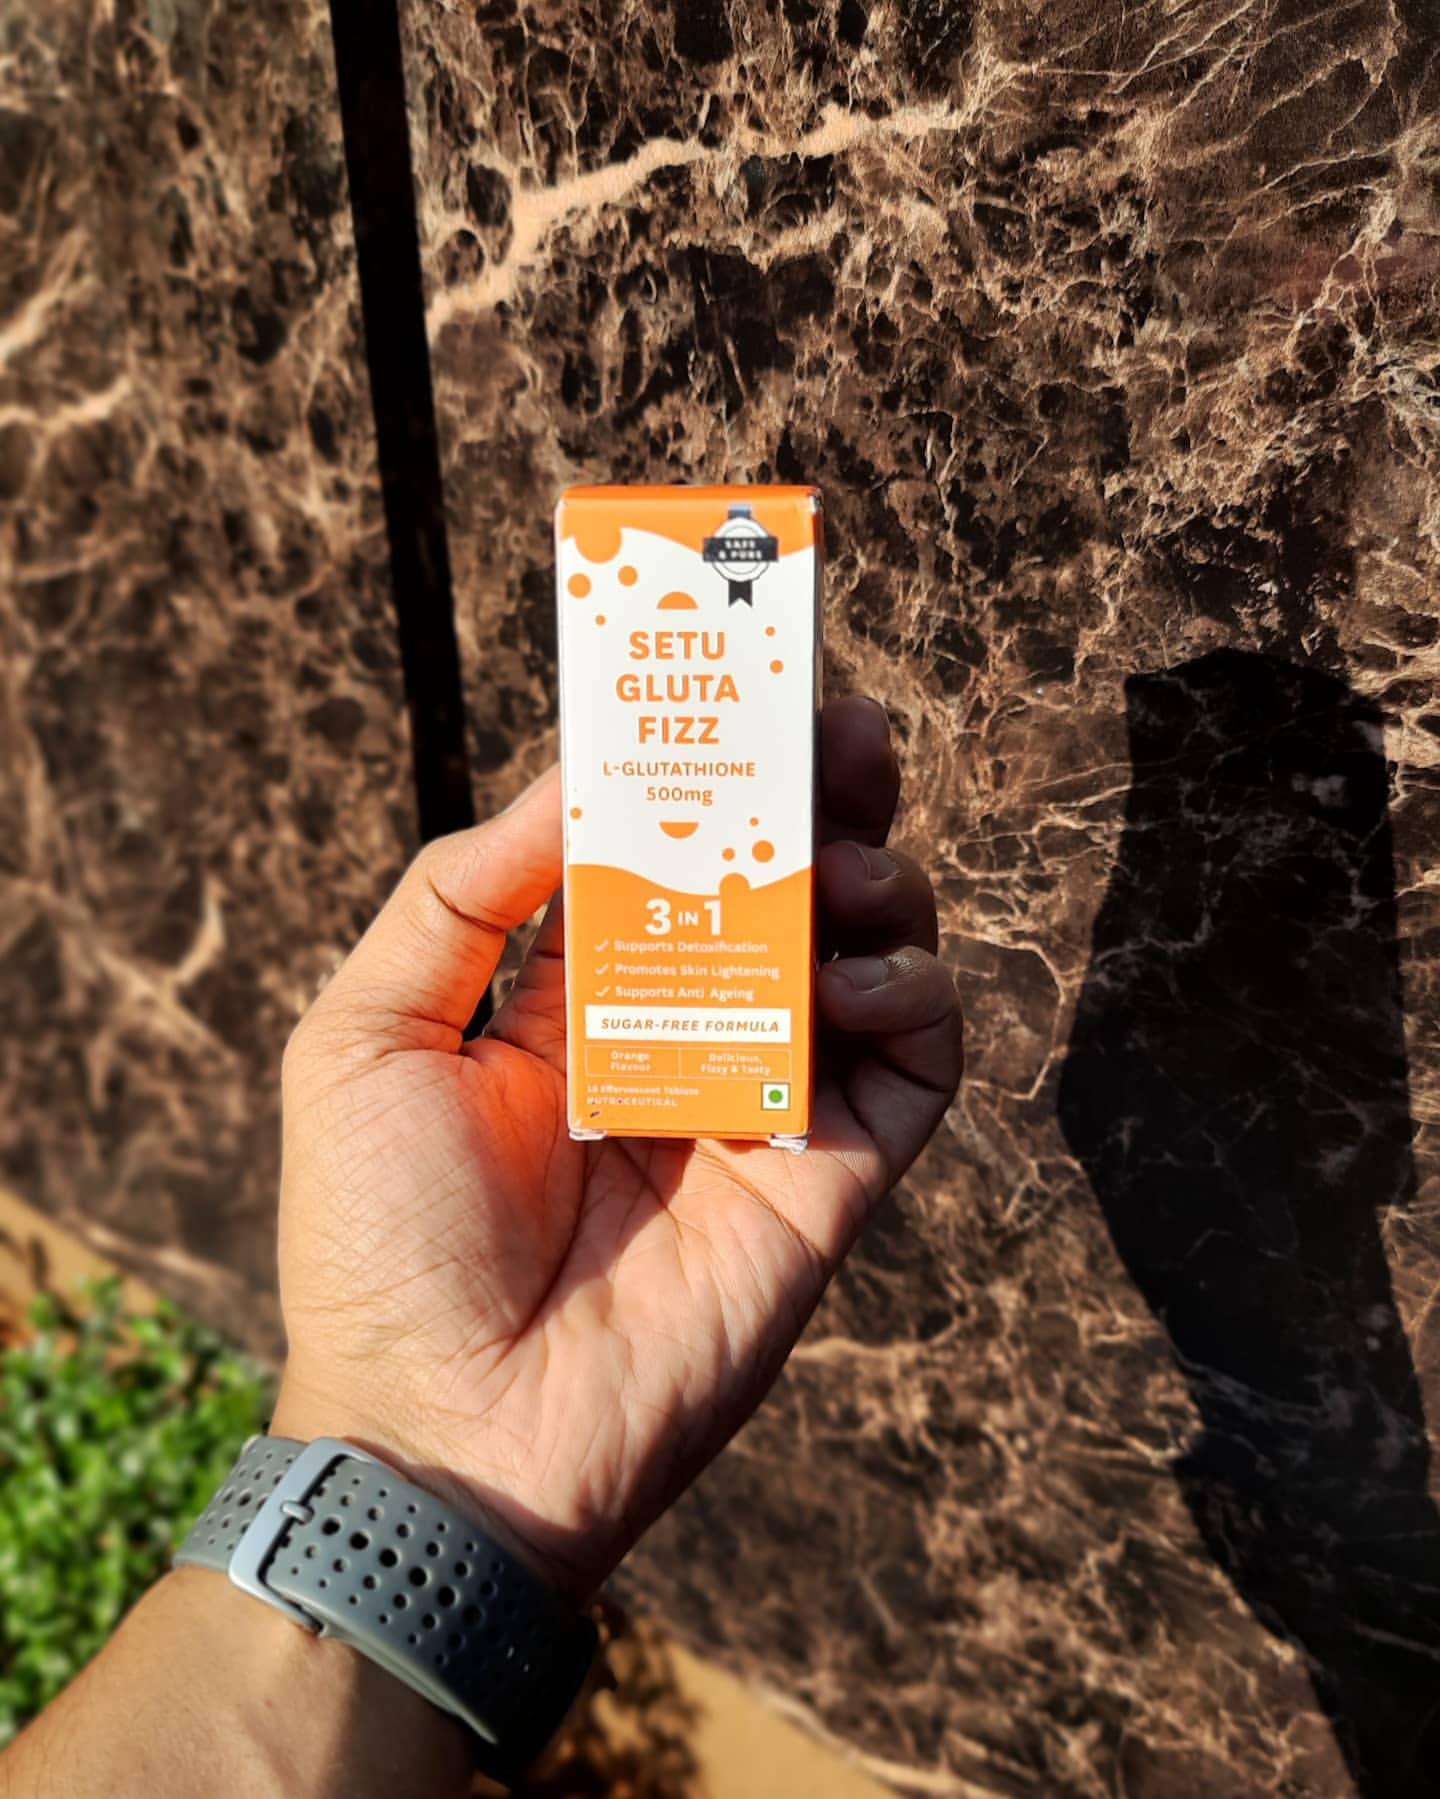 SAFE
& PURE
SETU
GLUTA
FIZZ
L-GLUTATHIONE
500mg
3 IN 1
✓ Supports Detoxification
✓ Promotes Skin Lightening
✓ Supports Anti Ageing
SUGAR-FREE FORMULA
Orange
Flavour
Delicious,
Fizzy & Tasty
Effervescent Tablets
NUTRACEUTICAL